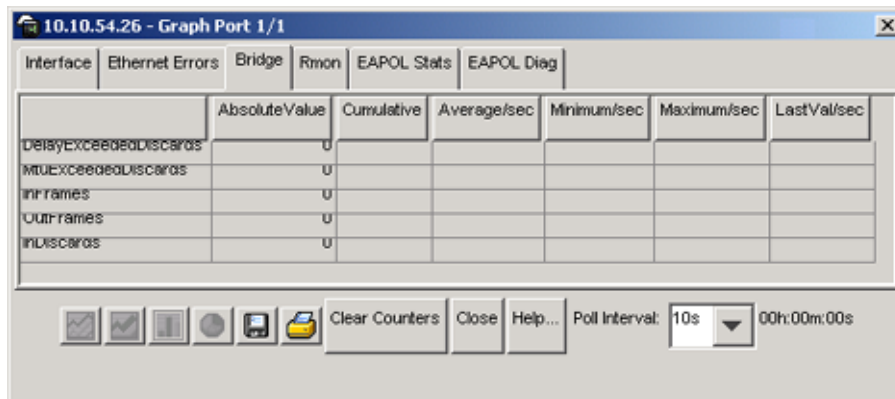 10.10.54.26 - Graph Port 1/1
Interface Ethernet Errors Bridge Rmon EAPOL Stats EAPOL Diag
AbsoluteValue Cumulative Average/sec Minimum/sec Maximum/sec LastVal/sec
DelayExceededDiscards 0
MtuExceededDiscards 0
InFrames 0
OutFrames 0
InDiscards 0
Clear Counters Close Help... Poll Interval: 10s 00h:00m:00s